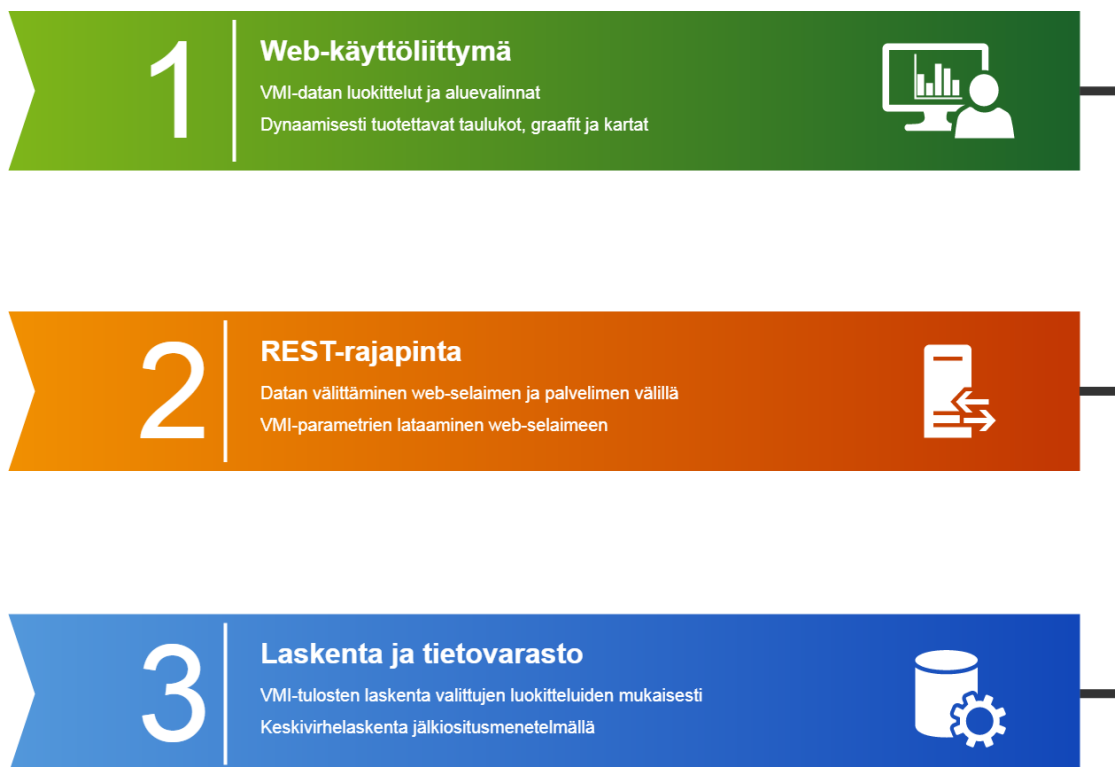 1
Web-käyttöliittymä
VMI-datan luokittelut ja aluevalinnat
Dynaamisesti tuotettavat taulukot, graafit ja kartat
2
REST-rajapinta
Datan välittäminen web-selaimen ja palvelimen välillä
VMI-parametrien lataaminen web-selaimeen
3
Laskenta ja tietovarasto
VMI-tulosten laskenta valittujen luokitteluiden mukaisesti
Keskivirhelaskenta jälkiositusmenetelmällä